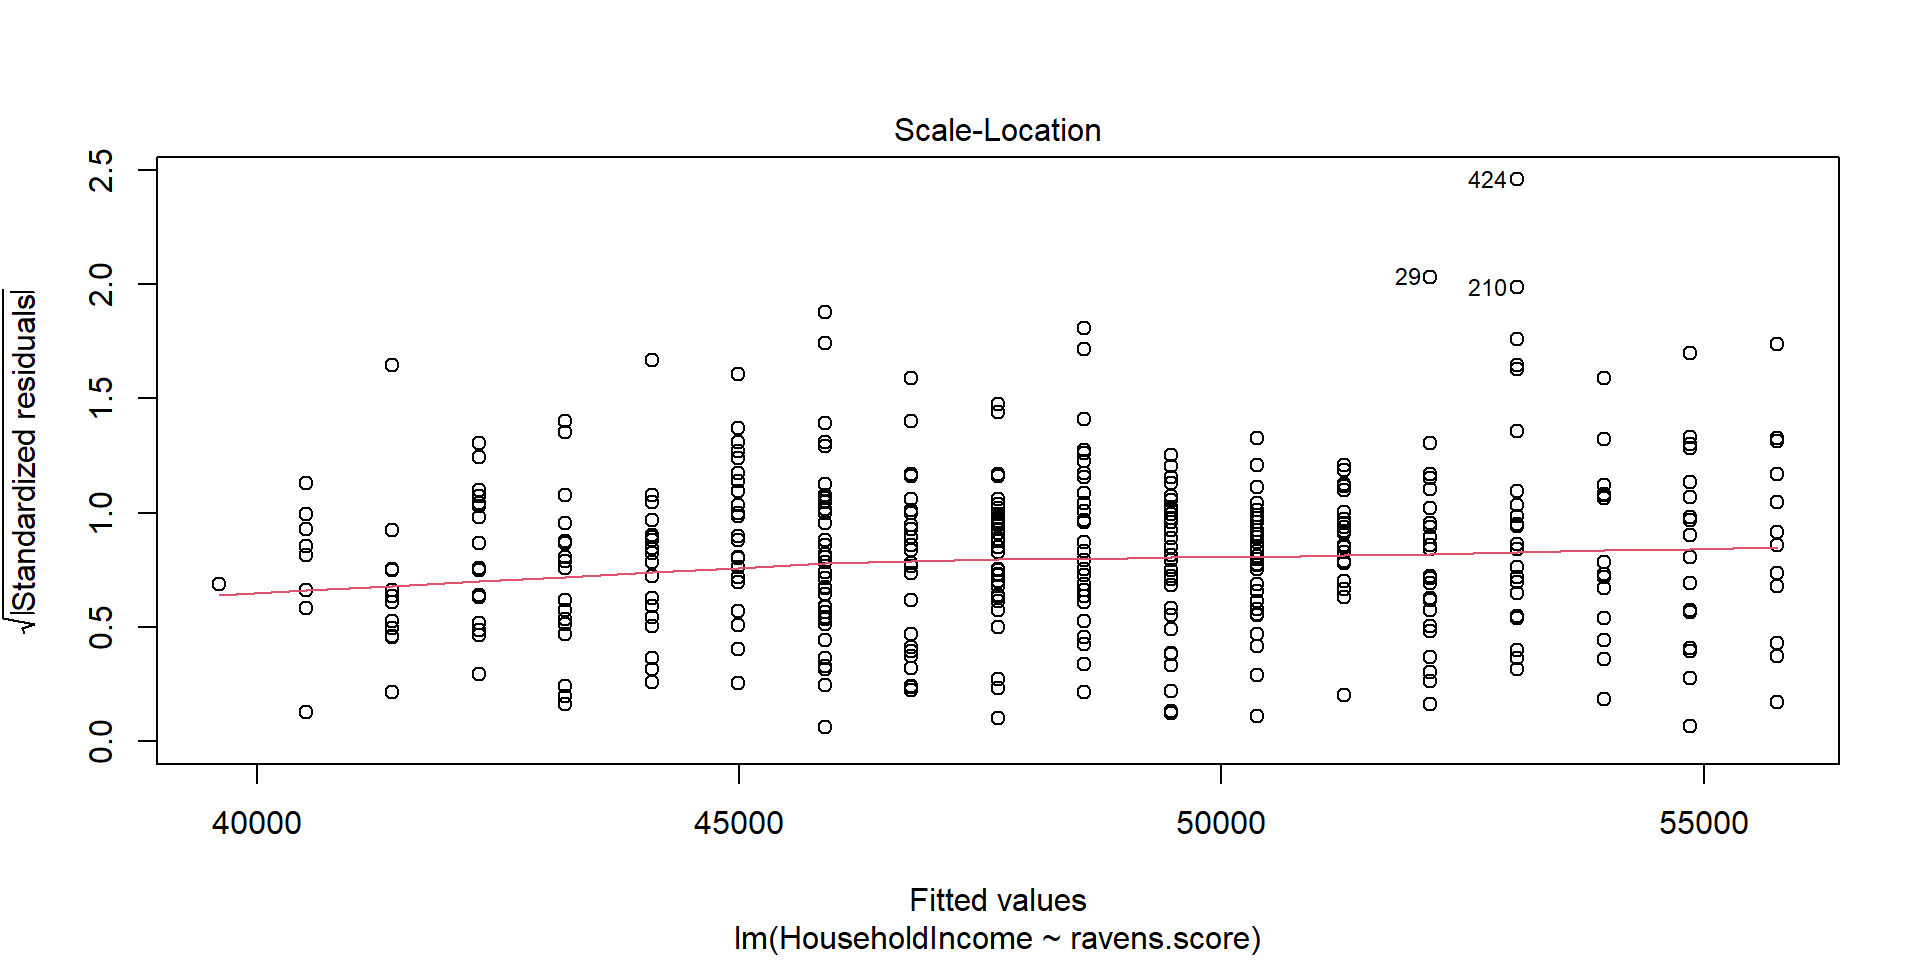 Scale-Location
√|Standardized residuals|
2.5
2.0
1.5
1.0
0.5
0.0
424
29
210
40000 45000 50000 55000
Fitted values
lm(HouseholdIncome ~ ravens.score)